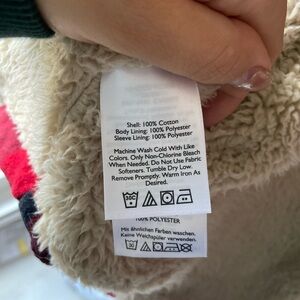 Shell: 100% Cotton
Body Lining: 100% Polyester
Sleeve Lining: 100% Polyester
Machine Wash Cold With Like
Colors. Only Non-Chlorine Bleach
When Needed. Do Not Use Fabric
Softeners. Tumble Dry Low.
Remove Promptly. Warm Iron As
Desired.
30C
100% POLYESTER
Mit ähnlichen Farben waschen.
Keine Weichspüler verwenden.
30